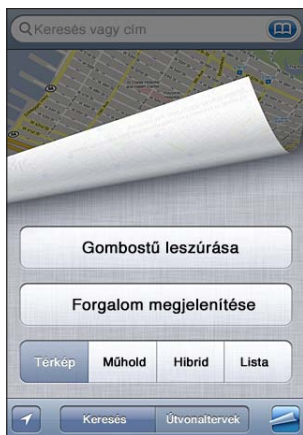 Keresés vagy cím
Gombostű leszúrása
Forgalom megjelenítése
Térkép Műhold Hibrid Lista
Keresés Útvonaltervek